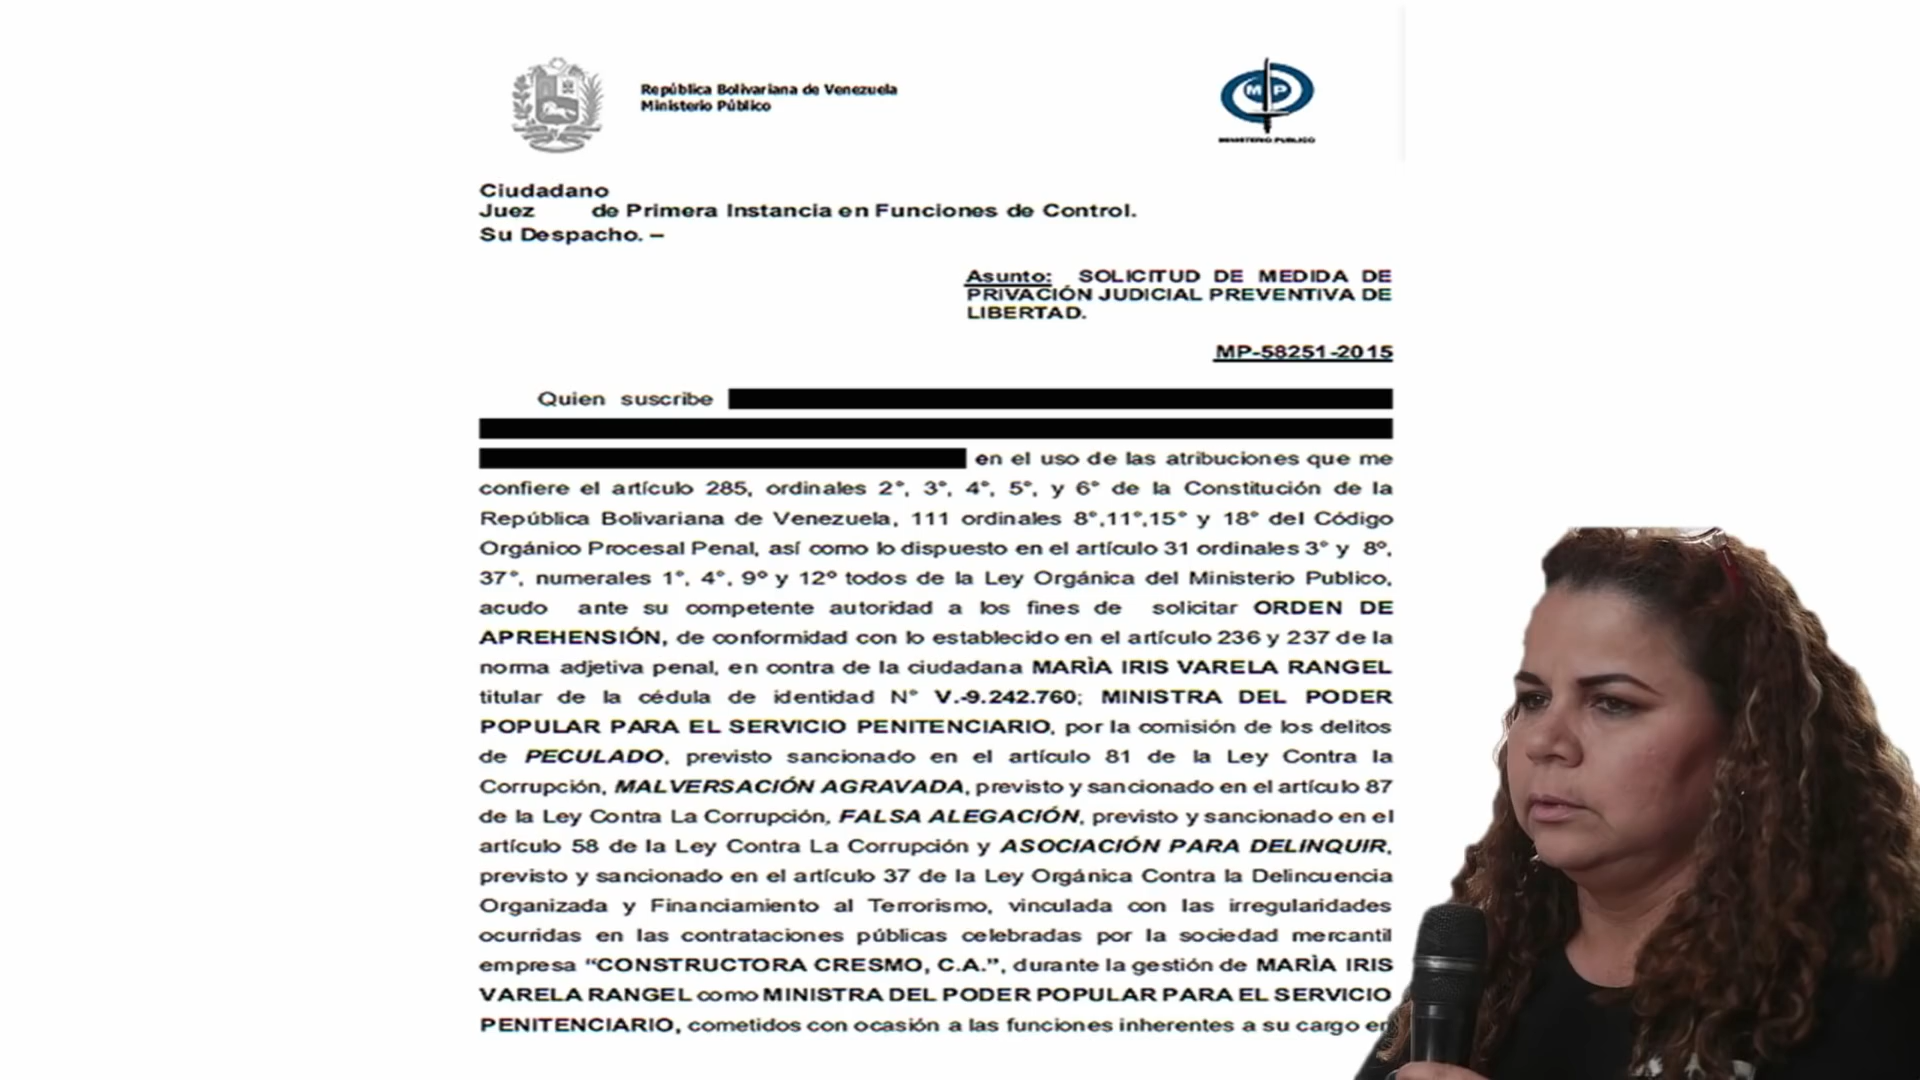 República Bolivariana de Venezuela
Ministerio Público
MP
MINISTERIO PUBLICO
Ciudadano
Juez de Primera Instancia en Funciones de Control.
Su Despacho. –
Asunto: SOLICITUD DE MEDIDA DE
PRIVACIÓN JUDICIAL PREVENTIVA DE
LIBERTAD.
MP-58251-2015
Quien suscribe
en el uso de las atribuciones que me
confiere el artículo 285, ordinales 2°, 3°, 4°, 5°, y 6° de la Constitución de la
República Bolivariana de Venezuela, 111 ordinales 8°,11°,15° y 18° del Código
Orgánico Procesal Penal, así como lo dispuesto en el artículo 31 ordinales 3° y 8º,
37°, numerales 1°, 4°, 9º y 12º todos de la Ley Orgánica del Ministerio Publico,
acudo ante su competente autoridad a los fines de solicitar ORDEN DE
APREHENSIÓN, de conformidad con lo establecido en el artículo 236 y 237 de la
norma adjetiva penal, en contra de la ciudadana MARÌA IRIS VARELA RANGEL
titular de la cédula de identidad N° V.-9.242.760; MINISTRA DEL PODER
POPULAR PARA EL SERVICIO PENITENCIARIO, por la comisión de los delitos
de PECULADO, previsto sancionado en el artículo 81 de la Ley Contra la
Corrupción, MALVERSACIÓN AGRAVADA, previsto y sancionado en el artículo 87
de la Ley Contra La Corrupción, FALSA ALEGACIÓN, previsto y sancionado en el
artículo 58 de la Ley Contra La Corrupción y ASOCIACIÓN PARA DELINQUIR,
previsto y sancionado en el artículo 37 de la Ley Orgánica Contra la Delincuencia
Organizada y Financiamiento al Terrorismo, vinculada con las irregularidades
ocurridas en las contrataciones públicas celebradas por la sociedad mercantil
empresa “CONSTRUCTORA CRESMO, C.A.”, durante la gestión de MARÌA IRIS
VARELA RANGEL como MINISTRA DEL PODER POPULAR PARA EL SERVICIO
PENITENCIARIO, cometidos con ocasión a las funciones inherentes a su cargo en